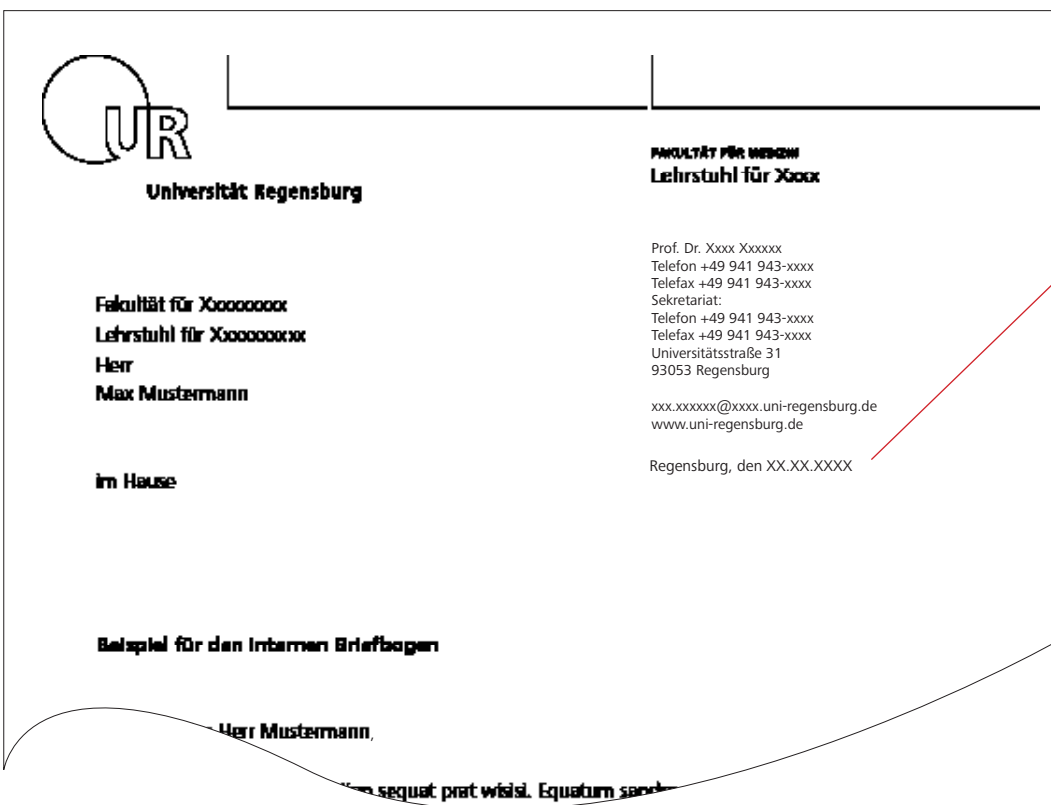 UR
Universität Regensburg
FAKULTÄT FÜR MEDIZIN
Lehrstuhl für Xxxx
Prof. Dr. Xxxx Xxxxxx
Telefon +49 941 943-xxxx
Telefax +49 941 943-xxxx
Sekretariat:
Telefon +49 941 943-xxxx
Telefax +49 941 943-xxxx
Universitätsstraße 31
93053 Regensburg
xxx.xxxxxx@xxxx.uni-regensburg.de
www.uni-regensburg.de
Regensburg, den XX.XX.XXXX
Fakultät für Xxxxxxxxx
Lehrstuhl für Xxxxxxxxxx
Herr
Max Mustermann
im Hause
Beispiel für den internen Briefbogen
Herr Mustermann,
sequat prat wisisi. Equatum